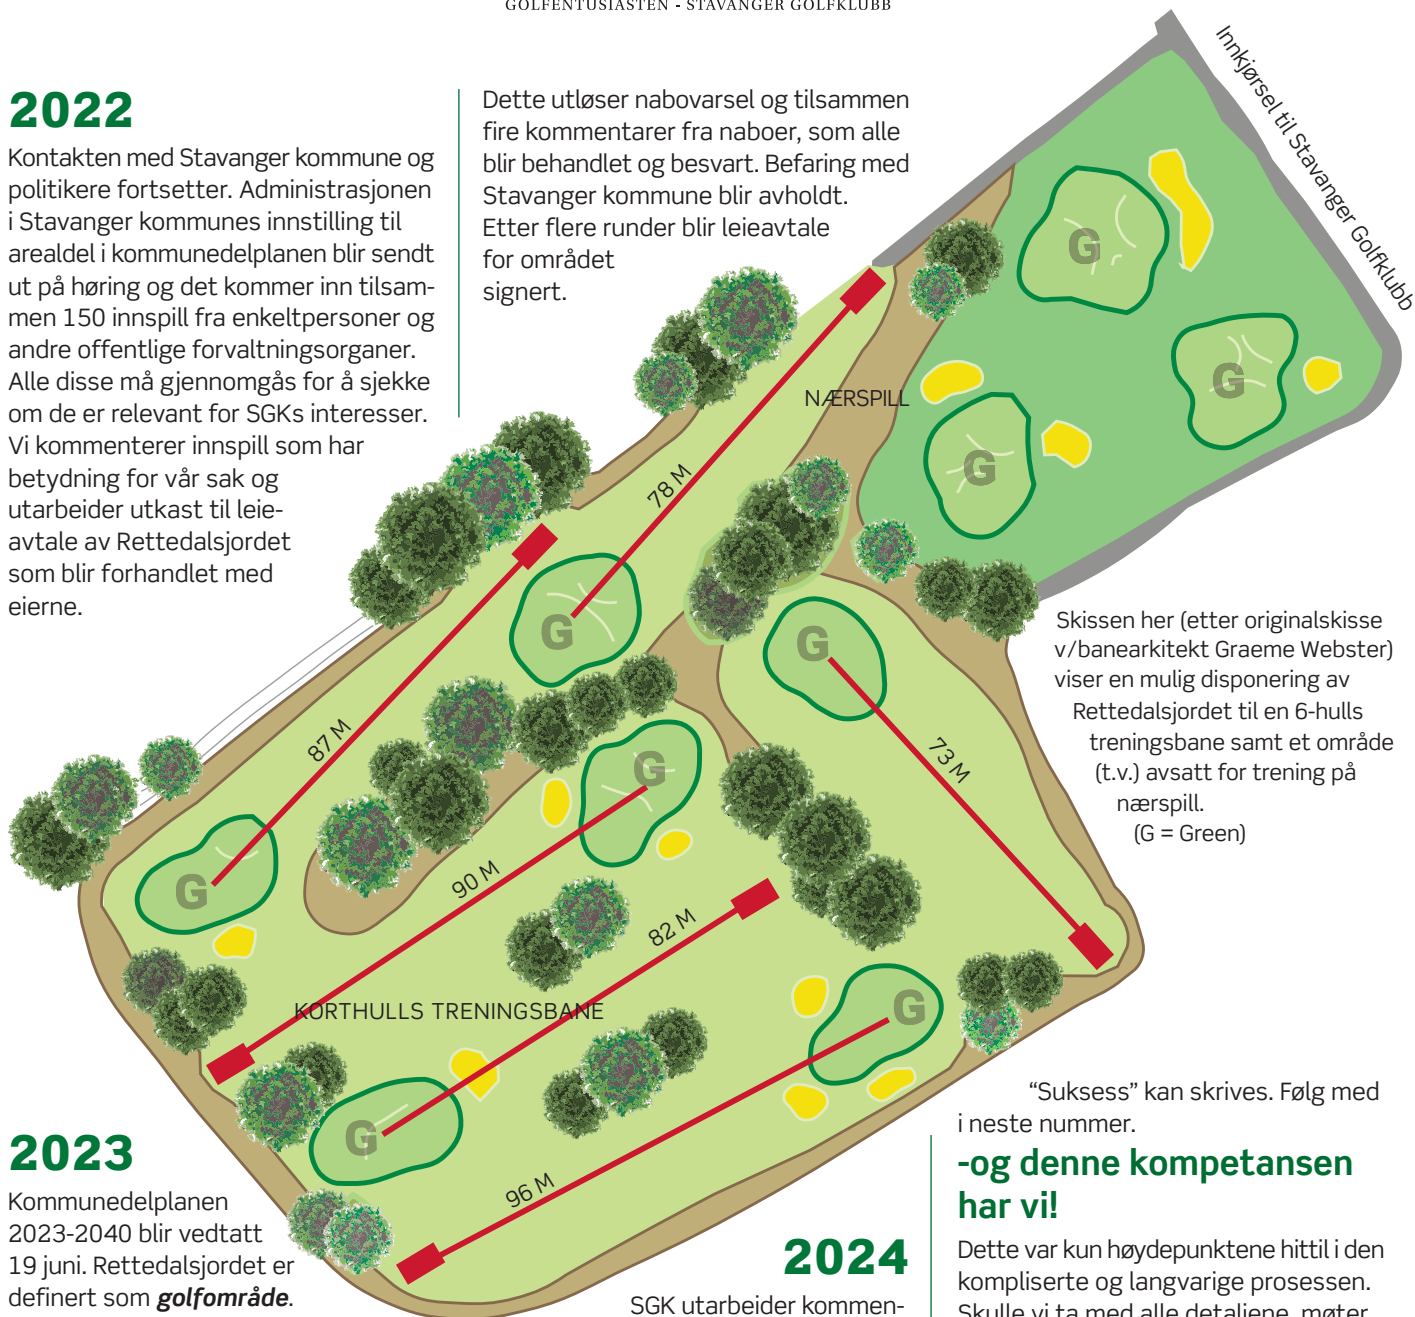 GOLFENTUSIASTEN - STAVANGER GOLFKLUBB
2022
Kontakten med Stavanger kommune og
politikere fortsetter. Administrasjonen
i Stavanger kommunes innstilling til
arealdel i kommunedelplanen blir sendt
ut på høring og det kommer inn tilsam-
men 150 innspill fra enkeltpersoner og
andre offentlige forvaltningsorganer.
Alle disse må gjennomgås for å sjekke
om de er relevant for SGKs interesser.
Vi kommenterer innspill som har
betydning for vår sak og
utarbeider utkast til leie-
avtale av Rettedalsjordet
som blir forhandlet med
eierne.
Dette utløser nabovarsel og tilsammen
fire kommentarer fra naboer, som alle
blir behandlet og besvart. Befaring med
Stavanger kommune blir avholdt.
Etter flere runder blir leieavtale
for området
signert.
Innkjørsel til Stavanger Golfklubb
G
G
G
NÆRSPILL
78 M
G
87 M
G
G
73 M
G
90 M
82 M
KORTHULLS TRENINGSBANE
G
G
96 M
Skissen her (etter originalskisse
v/banearkitekt Graeme Webster)
viser en mulig disponering av
Rettedalsjordet til en 6-hulls
treningsbane samt et område
(t.v.) avsatt for trening på
nærspill.
(G = Green)
2023
Kommunedelplanen
2023-2040 blir vedtatt
19 juni. Rettedalsjordet er
definert som golfområde.
2024
SGK utarbeider kommen-
“Suksess” kan skrives. Følg med
i neste nummer.
-og denne kompetansen
har vi!
Dette var kun høydepunktene hittil i den
kompliserte og langvarige prosessen.
Skulle vi ta med alle detaliene, møter